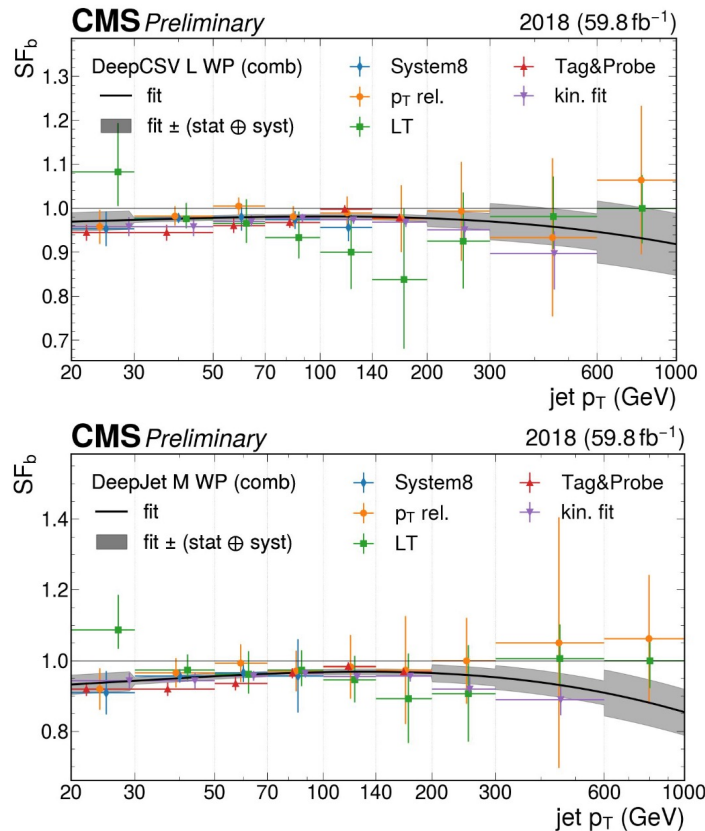 CMS Preliminary 2018 (59.8 fb⁻¹)
SF_b
DeepCSV L WP (comb)
fit
fit ± (stat ⊕ syst)
System8
p_T rel.
LT
Tag&Probe
kin. fit
1.3
1.2
1.1
1.0
0.9
0.8
0.7
20 30 50 70 100 140 200 300 600 1000
jet p_T (GeV)
CMS Preliminary 2018 (59.8 fb⁻¹)
SF_b
DeepJet M WP (comb)
fit
fit ± (stat ⊕ syst)
System8
p_T rel.
LT
Tag&Probe
kin. fit
1.4
1.2
1.0
0.8
20 30 50 70 100 140 200 300 600 1000
jet p_T (GeV)